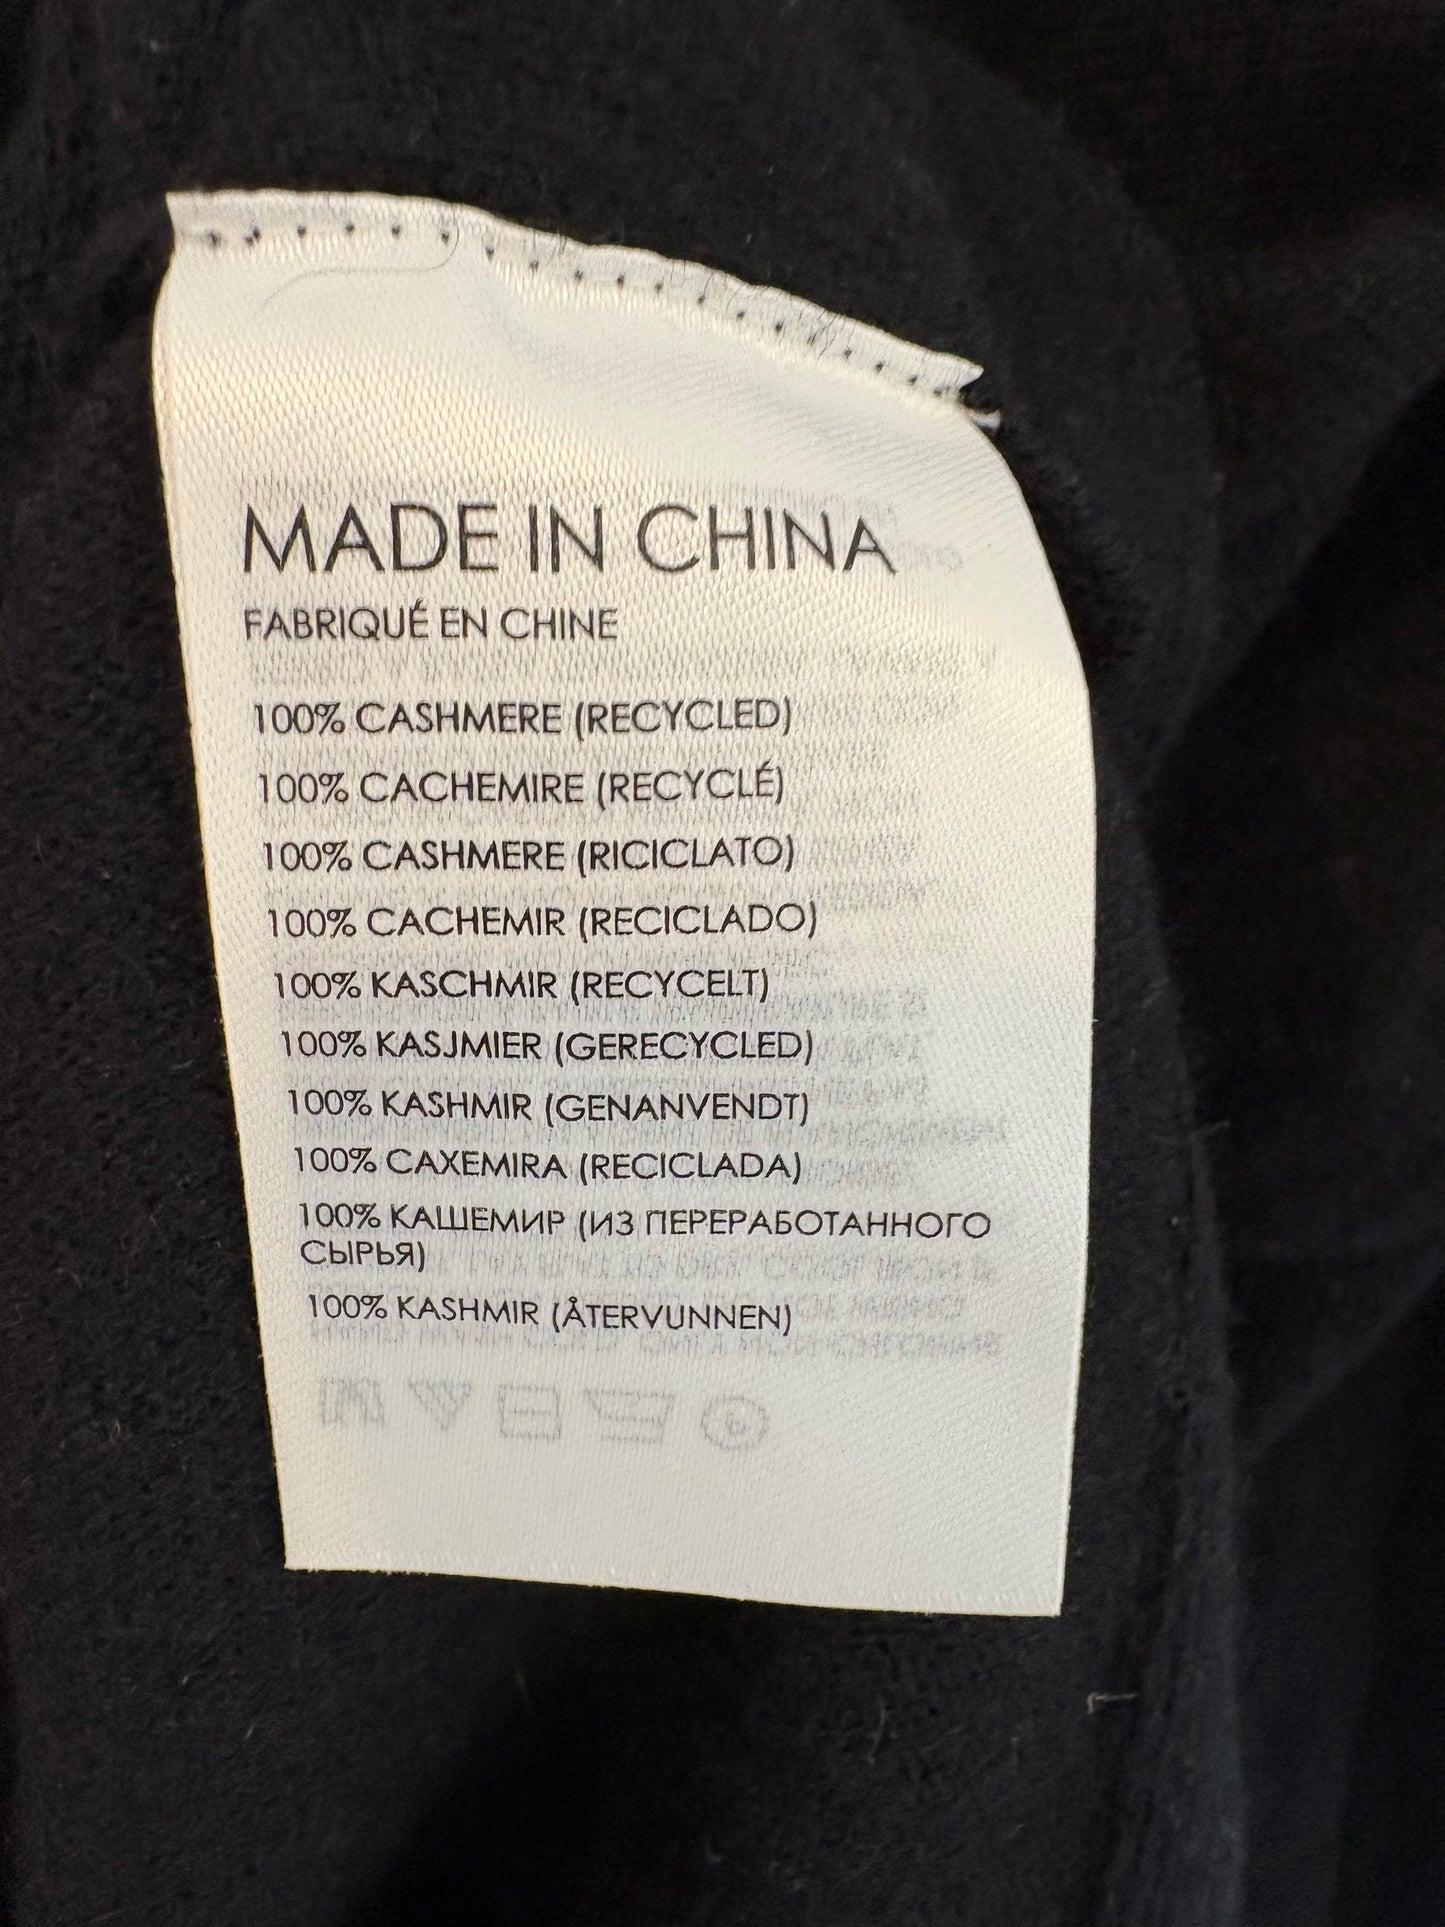 MADE IN CHINA
FABRIQUÉ EN CHINE
100% CASHMERE (RECYCLED)
100% CACHEMIRE (RECYCLÉ)
100% CASHMERE (RICICLATO)
100% CACHEMIR (RECICLADO)
100% KASCHMIR (RECYCELT)
100% KASJMIER (GERECYCLED)
100% KASHMIR (GENANVENDT)
100% CAXEMIRA (RECICLADA)
100% КАШЕМИР (ИЗ ПЕРЕРАБОТАННОГО
СЫРЬЯ)
100% KASHMIR (ÅTERVUNNEN)